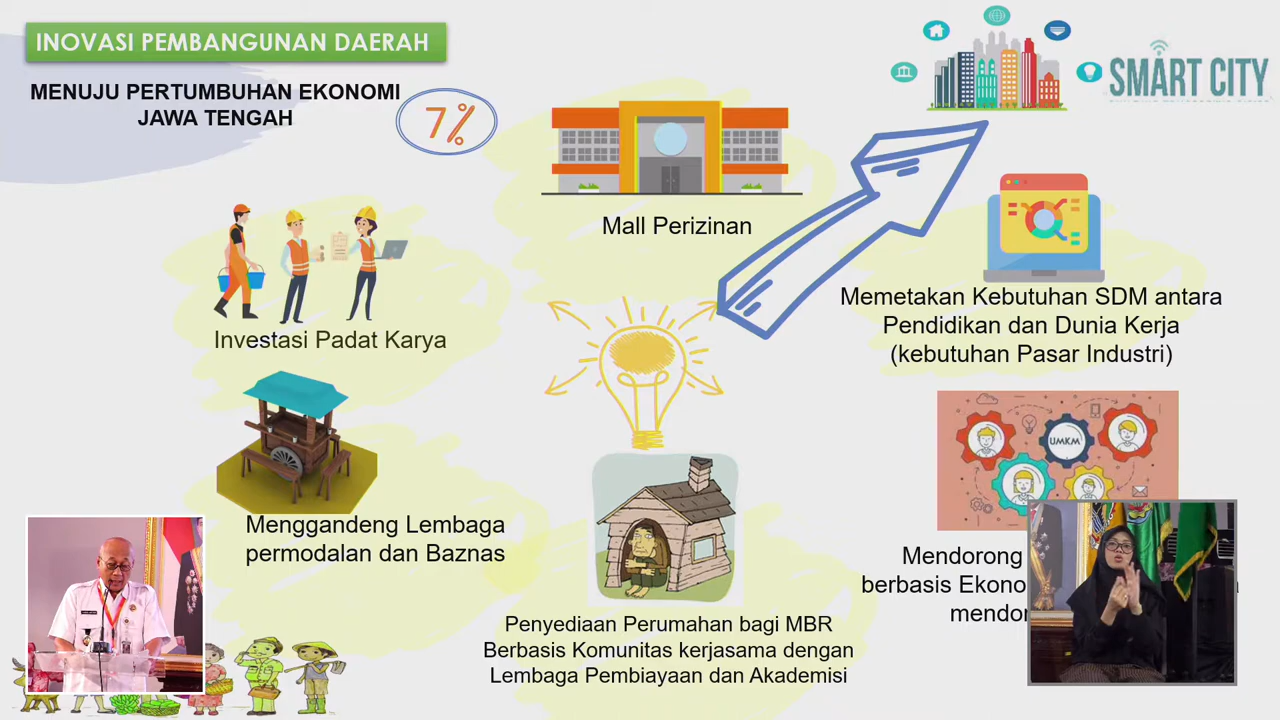 INOVASI PEMBANGUNAN DAERAH
MENUJU PERTUMBUHAN EKONOMI
JAWA TENGAH
7%
SMART CITY
Mall Perizinan
Memetakan Kebutuhan SDM antara
Pendidikan dan Dunia Kerja
(kebutuhan Pasar Industri)
Investasi Padat Karya
UMKM
Menggandeng Lembaga
permodalan dan Baznas
Mendorong
berbasis
Penyediaan Perumahan bagi MBR
Berbasis Komunitas kerjasama dengan
Lembaga Pembiayaan dan Akademisi